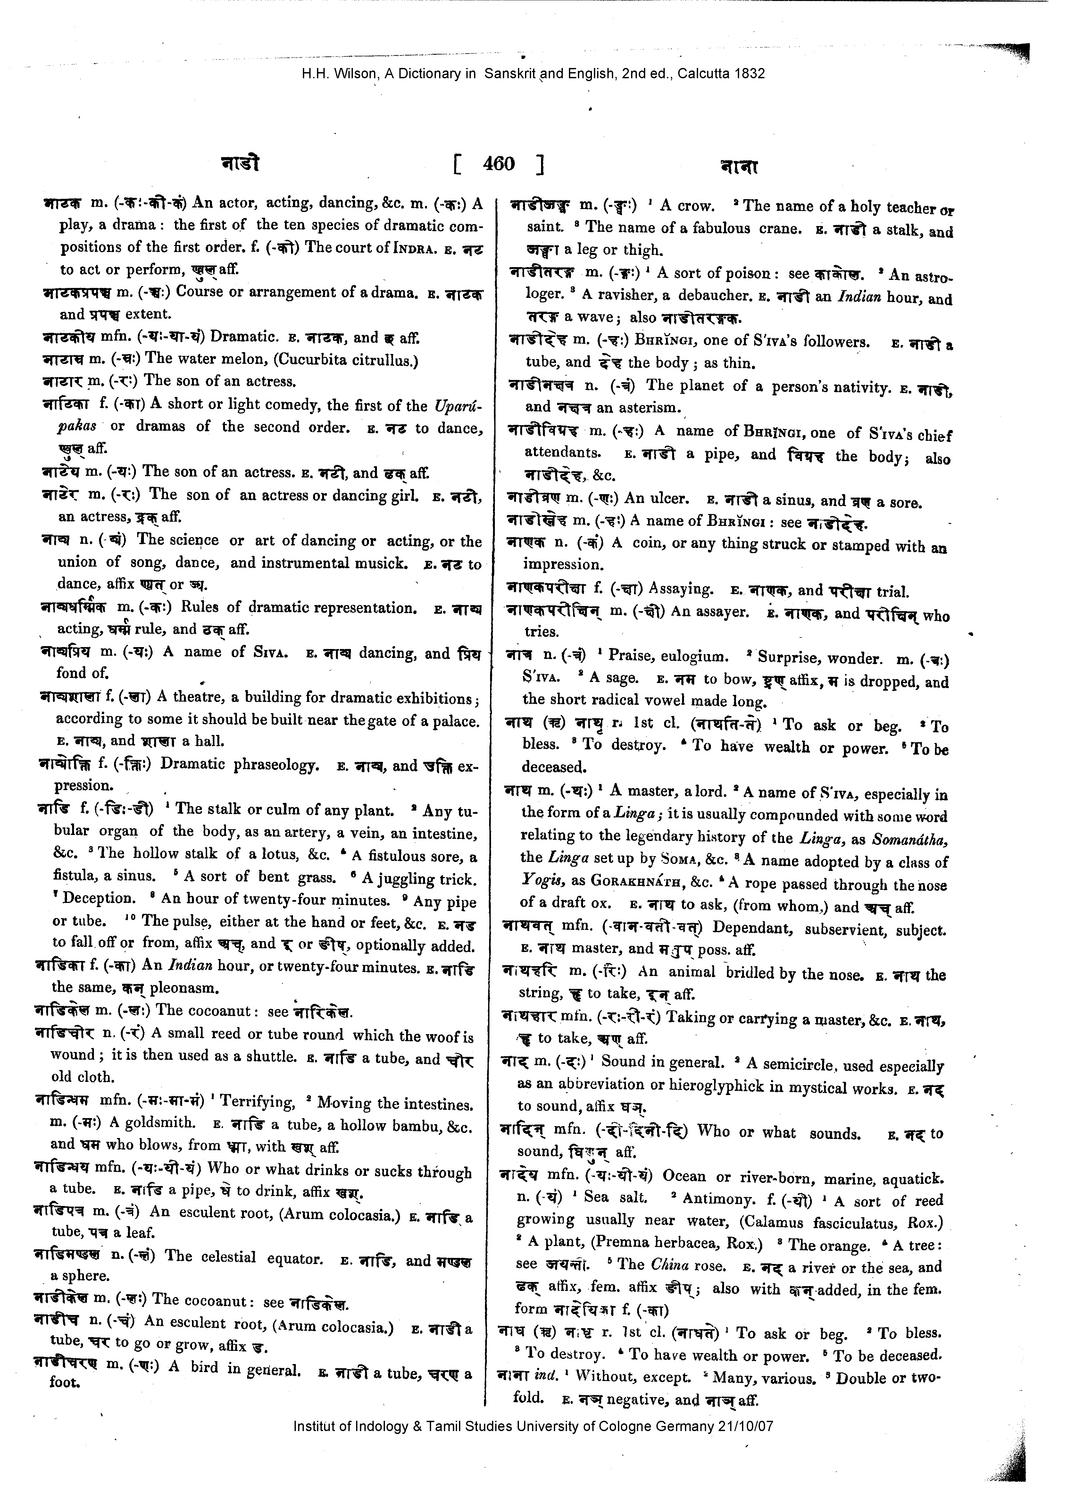 H.H. Wilson, A Dictionary in Sanskrit and English, 2nd ed., Calcutta 1832
नाडी [ 460 ] नाना
नाटक m. (-कः-की-कं) An actor, acting, dancing, &c. m. (-कः) A
play, a drama: the first of the ten species of dramatic com-
positions of the first order. f. (-की) The court of INDRA. E. नट
to act or perform, ण्वुल् aff.
नाटकप्रपञ्च m. (-ञ्चः) Course or arrangement of a drama. E. नाटक
and प्रपञ्च extent.
नाटकीय mfn. (-यः-या-यं) Dramatic. E. नाटक, and छ aff.
नाटाम्र m. (-म्रः) The water melon, (Cucurbita citrullus.)
नाटार m. (-रः) The son of an actress.
नाटिका f. (-का) A short or light comedy, the first of the Uparú-
pakas or dramas of the second order. E. नट to dance,
ण्वुल् aff.
नाटेय m. (-यः) The son of an actress. E. नटी, and ढक् aff.
नाटेर m. (-रः) The son of an actress or dancing girl. E. नटी,
an actress, ढ्रक् aff.
नाट्य n. (-ट्यं) The science or art of dancing or acting, or the
union of song, dance, and instrumental musick. E. नट to
dance, affix ण्यत् or ञ्य.
नाट्यधर्म्मिक m. (-कः) Rules of dramatic representation. E. नाट्य
acting, धर्म्म rule, and ठक् aff.
नाट्यप्रिय m. (-यः) A name of SIVA. E. नाट्य dancing, and प्रिय
fond of.
नाट्यशाला f. (-ला) A theatre, a building for dramatic exhibitions;
according to some it should be built near the gate of a palace.
E. नाट्य, and शाला a hall.
नाट्योक्ति f. (-क्तिः) Dramatic phraseology. E. नाट्य, and उक्ति ex-
pression.
नाडि f. (-डिः-डी) ¹ The stalk or culm of any plant. ² Any tu-
bular organ of the body, as an artery, a vein, an intestine,
&c. ³ The hollow stalk of a lotus, &c. ⁴ A fistulous sore, a
fistula, a sinus. ⁵ A sort of bent grass. ⁶ A juggling trick.
⁷ Deception. ⁸ An hour of twenty-four minutes. ⁹ Any pipe
or tube. ¹⁰ The pulse, either at the hand or feet, &c. E. नड
to fall off or from, affix अच्, and इ or ङीष्, optionally added.
नाडिका f. (-का) An Indian hour, or twenty-four minutes. E. नाडि
the same, कन् pleonasm.
नाडिकेल m. (-लः) The cocoanut: see नारिकेल.
नाडिचीर n. (-रं) A small reed or tube round which the woof is
wound; it is then used as a shuttle. E. नाडि a tube, and चीर
old cloth.
नाडिन्धम mfn. (-मः-मा-मं) ¹ Terrifying, ² Moving the intestines.
m. (-मः) A goldsmith. E. नाडि a tube, a hollow bambu, &c.
and धम who blows, from ध्मा, with खश् aff.
नाडिन्धय mfn. (-यः-यी-यं) Who or what drinks or sucks through
a tube. E. नाडि a pipe, धे to drink, affix खश्.
नाडिपत्र m. (-त्रं) An esculent root, (Arum colocasia.) E. नाडि a
tube, पत्र a leaf.
नाडिमण्डल n. (-लं) The celestial equator. E. नाडि, and मण्डल
a sphere.
नाडीकेल m. (-लः) The cocoanut: see नाडिकेल.
नाडीच n. (-चं) An esculent root, (Arum colocasia.) E. नाडी a
tube, चर to go or grow, affix ड.
नाडीचरण m. (-णः) A bird in general. E. नाडी a tube, चरण a
foot.
नाडीजङ्घ m. (-ङ्घः) ¹ A crow. ² The name of a holy teacher or
saint. ³ The name of a fabulous crane. E. नाडी a stalk, and
जङ्घा a leg or thigh.
नाडीतरङ्ग m. (-ङ्गः) ¹ A sort of poison: see काकोल. ² An astro-
loger. ³ A ravisher, a debaucher. E. नाडी an Indian hour, and
तरङ्ग a wave; also नाडीतरङ्गक.
नाडीदेह m. (-हः) BHRĬNGI, one of S'IVA's followers. E. नाडी a
tube, and देह the body; as thin.
नाडीनक्षत्र n. (-त्रं) The planet of a person's nativity. E. नाडी,
and नक्षत्र an asterism.
नाडीविग्रह m. (-हः) A name of BHRĬNGI, one of S'IVA's chief
attendants. E. नाडी a pipe, and विग्रह the body; also
नाडीदेह, &c.
नाडीव्रण m. (-णः) An ulcer. E. नाडी a sinus, and व्रण a sore.
नाडीस्नेह m. (-हः) A name of BHRĬNGI: see नाडीदेह.
नाणक n. (-कं) A coin, or any thing struck or stamped with an
impression.
नाणकपरीक्षा f. (-क्षा) Assaying. E. नाणक, and परीक्षा trial.
नाणकपरीक्षिन् m. (-क्षी) An assayer. E. नाणक, and परीक्षिन् who
tries.
नात्र n. (-त्रं) ¹ Praise, eulogium. ² Surprise, wonder. m. (-त्रः)
S'IVA. ² A sage. E. नम to bow, ष्ट्रण् affix, म is dropped, and
the short radical vowel made long.
नाथ (ऋ) नाथृ r. 1st cl. (नाथति-ते) ¹ To ask or beg. ² To
bless. ³ To destroy. ⁴ To have wealth or power. ⁵ To be
deceased.
नाथ m. (-थः) ¹ A master, a lord. ² A name of S'IVA, especially in
the form of a Linga; it is usually compounded with some word
relating to the legendary history of the Linga, as Somanátha,
the Linga set up by SOMA, &c. ³ A name adopted by a class of
Yogis, as GORAKHNÁTH, &c. ⁴ A rope passed through the nose
of a draft ox. E. नाथ to ask, (from whom,) and अच् aff.
नाथवत् mfn. (-वान-वती-वत्) Dependant, subservient, subject.
E. नाथ master, and मतुप् poss. aff.
नाथहरि m. (-रिः) An animal bridled by the nose. E. नाथ the
string, हृ to take, इन् aff.
नाथहार mfn. (-रः-री-रं) Taking or carrying a master, &c. E. नाथ,
हृ to take, अण् aff.
नाद m. (-दः) ¹ Sound in general. ² A semicircle, used especially
as an abbreviation or hieroglyphick in mystical works. E. नद
to sound, affix घञ्.
नादिन् mfn. (-दी-दिनी-दि) Who or what sounds. E. नद to
sound, घिणुन् aff.
नादेय mfn. (-यः-यी-यं) Ocean or river-born, marine, aquatick.
n. (-यं) ¹ Sea salt. ² Antimony. f. (-यी) ¹ A sort of reed
growing usually near water, (Calamus fasciculatus, Rox.)
² A plant, (Premna herbacea, Rox.) ³ The orange. ⁴ A tree:
see जयन्ती. ⁵ The China rose. E. नद a river or the sea, and
ढक् affix, fem. affix ङीष्; also with कन् added, in the fem.
form नादेयिका f. (-का)
नाध (ऋ) नाधृ r. 1st cl. (नाधते) ¹ To ask or beg. ² To bless.
³ To destroy. ⁴ To have wealth or power. ⁵ To be deceased.
नाना ind. ¹ Without, except. ² Many, various. ³ Double or two-
fold. E. नञ् negative, and नाञ् aff.
Institut of Indology & Tamil Studies University of Cologne Germany 21/10/07